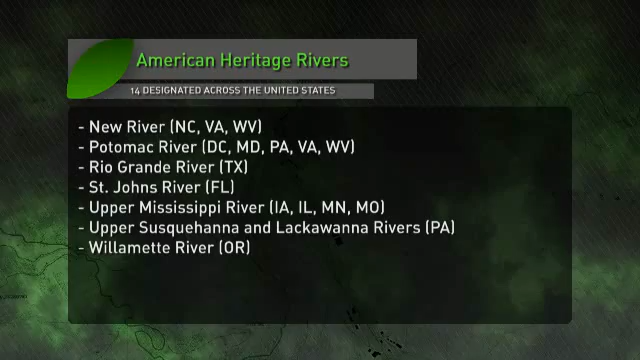 American Heritage Rivers
14 DESIGNATED ACROSS THE UNITED STATES
- New River (NC, VA, WV)
- Potomac River (DC, MD, PA, VA, WV)
- Rio Grande River (TX)
- St. Johns River (FL)
- Upper Mississippi River (IA, IL, MN, MO)
- Upper Susquehanna and Lackawanna Rivers (PA)
- Willamette River (OR)